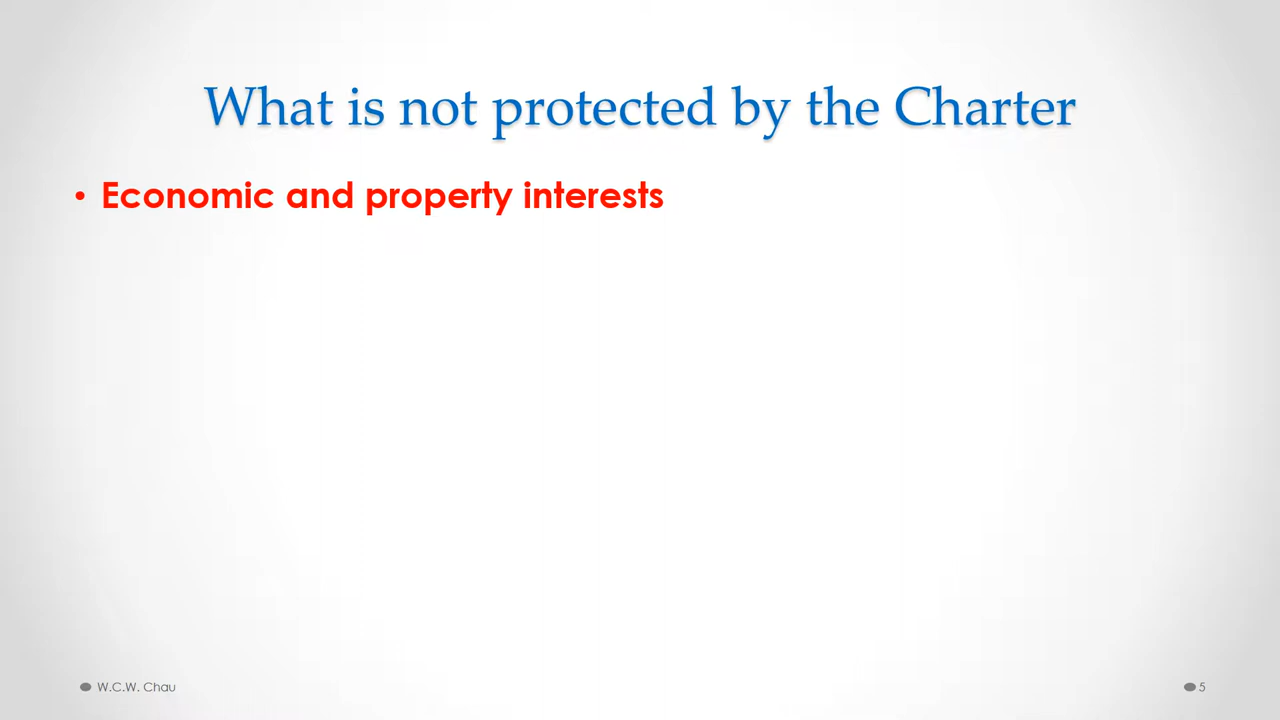 What is not protected by the Charter
• Economic and property interests
W.C.W. Chau
5